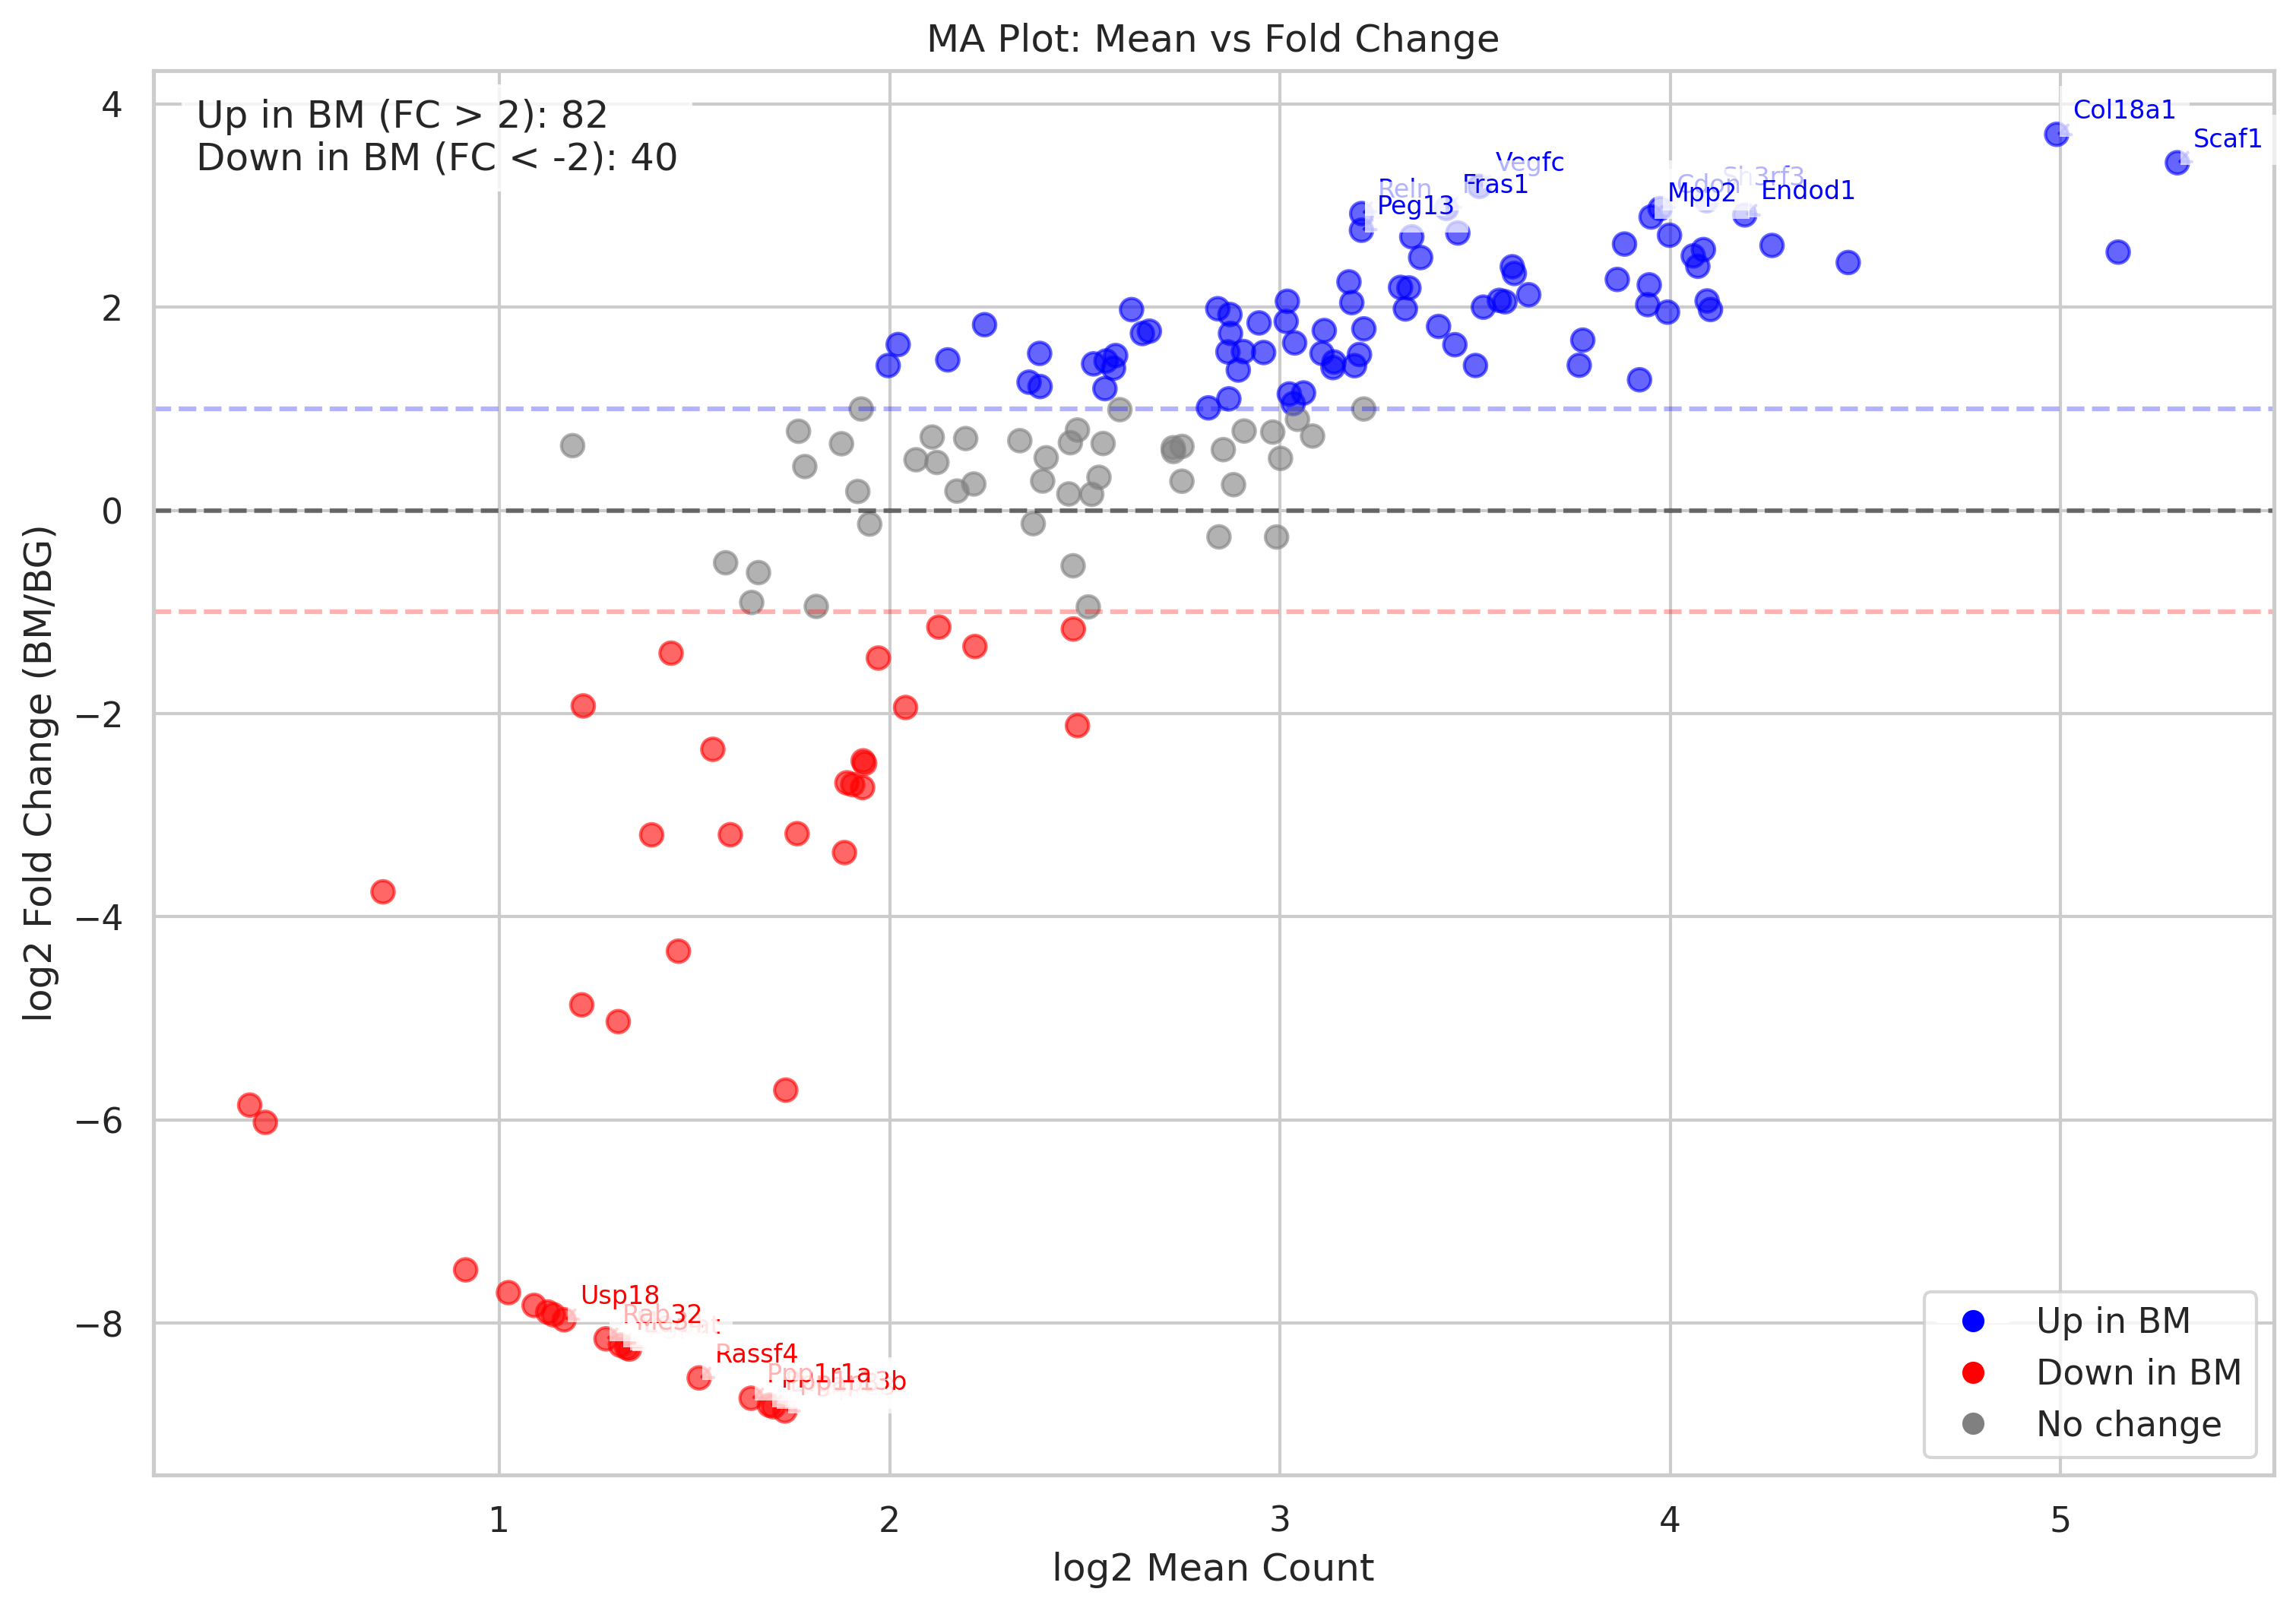 MA Plot: Mean vs Fold Change
Up in BM (FC > 2): 82
Down in BM (FC < -2): 40
Col18a1
Scaf1
Vegfc
Sh3rf3
Reln
Fras1
Cdon
Mpp2
Endod1
Peg13
4
2
0
−2
−4
−6
−8
log2 Fold Change (BM/BG)
Usp18
Rab32
Rassf4
Ppp1r1a
Up in BM
Down in BM
No change
1
2
3
4
5
log2 Mean Count